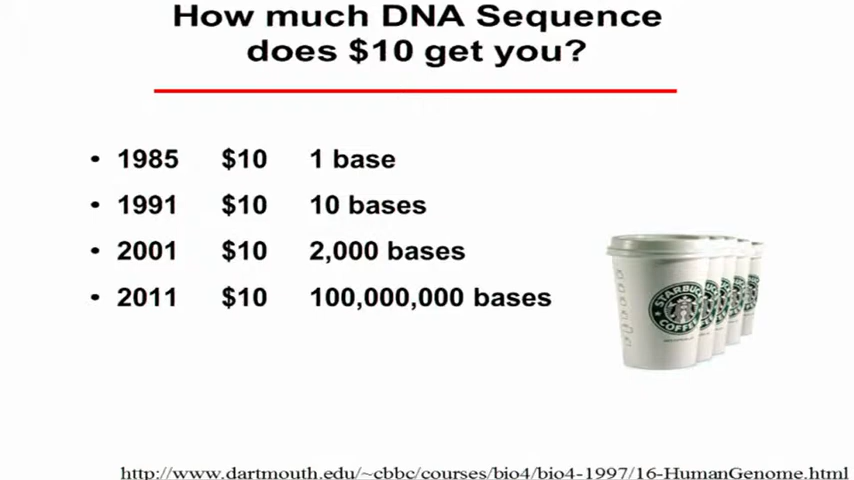 How much DNA Sequence
does $10 get you?
• 1985 $10 1 base
• 1991 $10 10 bases
• 2001 $10 2,000 bases
• 2011 $10 100,000,000 bases
STARBUCKS
COFFEE
http://www.dartmouth.edu/~cbbc/courses/bio4/bio4-1997/16-HumanGenome.html